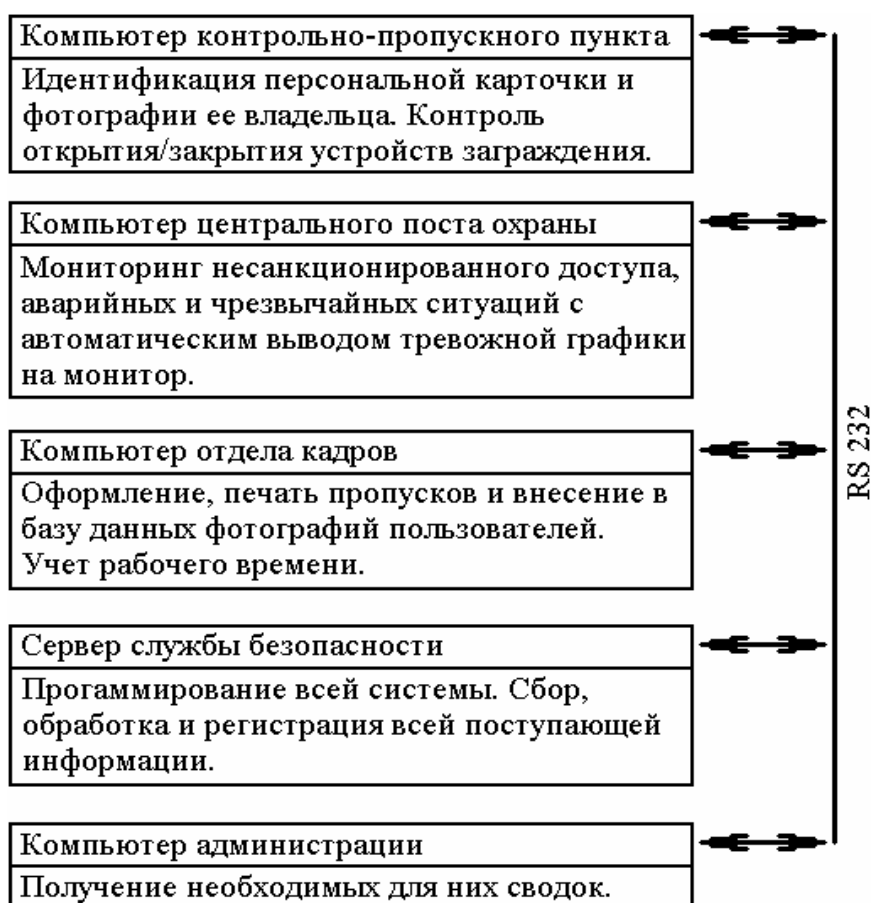 Компьютер контрольно-пропускного пункта
Идентификация персональной карточки и
фотографии ее владельца. Контроль
открытия/закрытия устройств заграждения.
Компьютер центрального поста охраны
Мониторинг несанкционированного доступа,
аварийных и чрезвычайных ситуаций с
автоматическим выводом тревожной графики
на монитор.
Компьютер отдела кадров
Оформление, печать пропусков и внесение в
базу данных фотографий пользователей.
Учет рабочего времени.
Сервер службы безопасности
Прогаммирование всей системы. Сбор,
обработка и регистрация всей поступающей
информации.
Компьютер администрации
Получение необходимых для них сводок.
RS 232